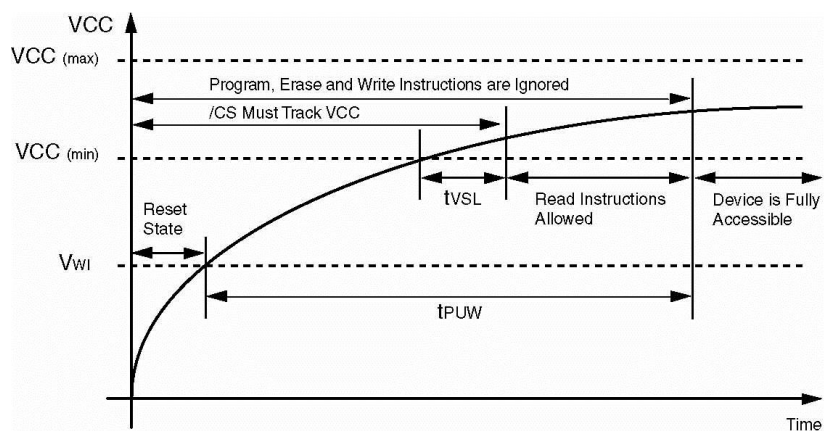 VCC
VCC (max)
Program, Erase and Write Instructions are Ignored
/CS Must Track VCC
VCC (min)
tVSL
Read Instructions
Allowed
Device is Fully
Accessible
Reset
State
VWI
tPUW
Time